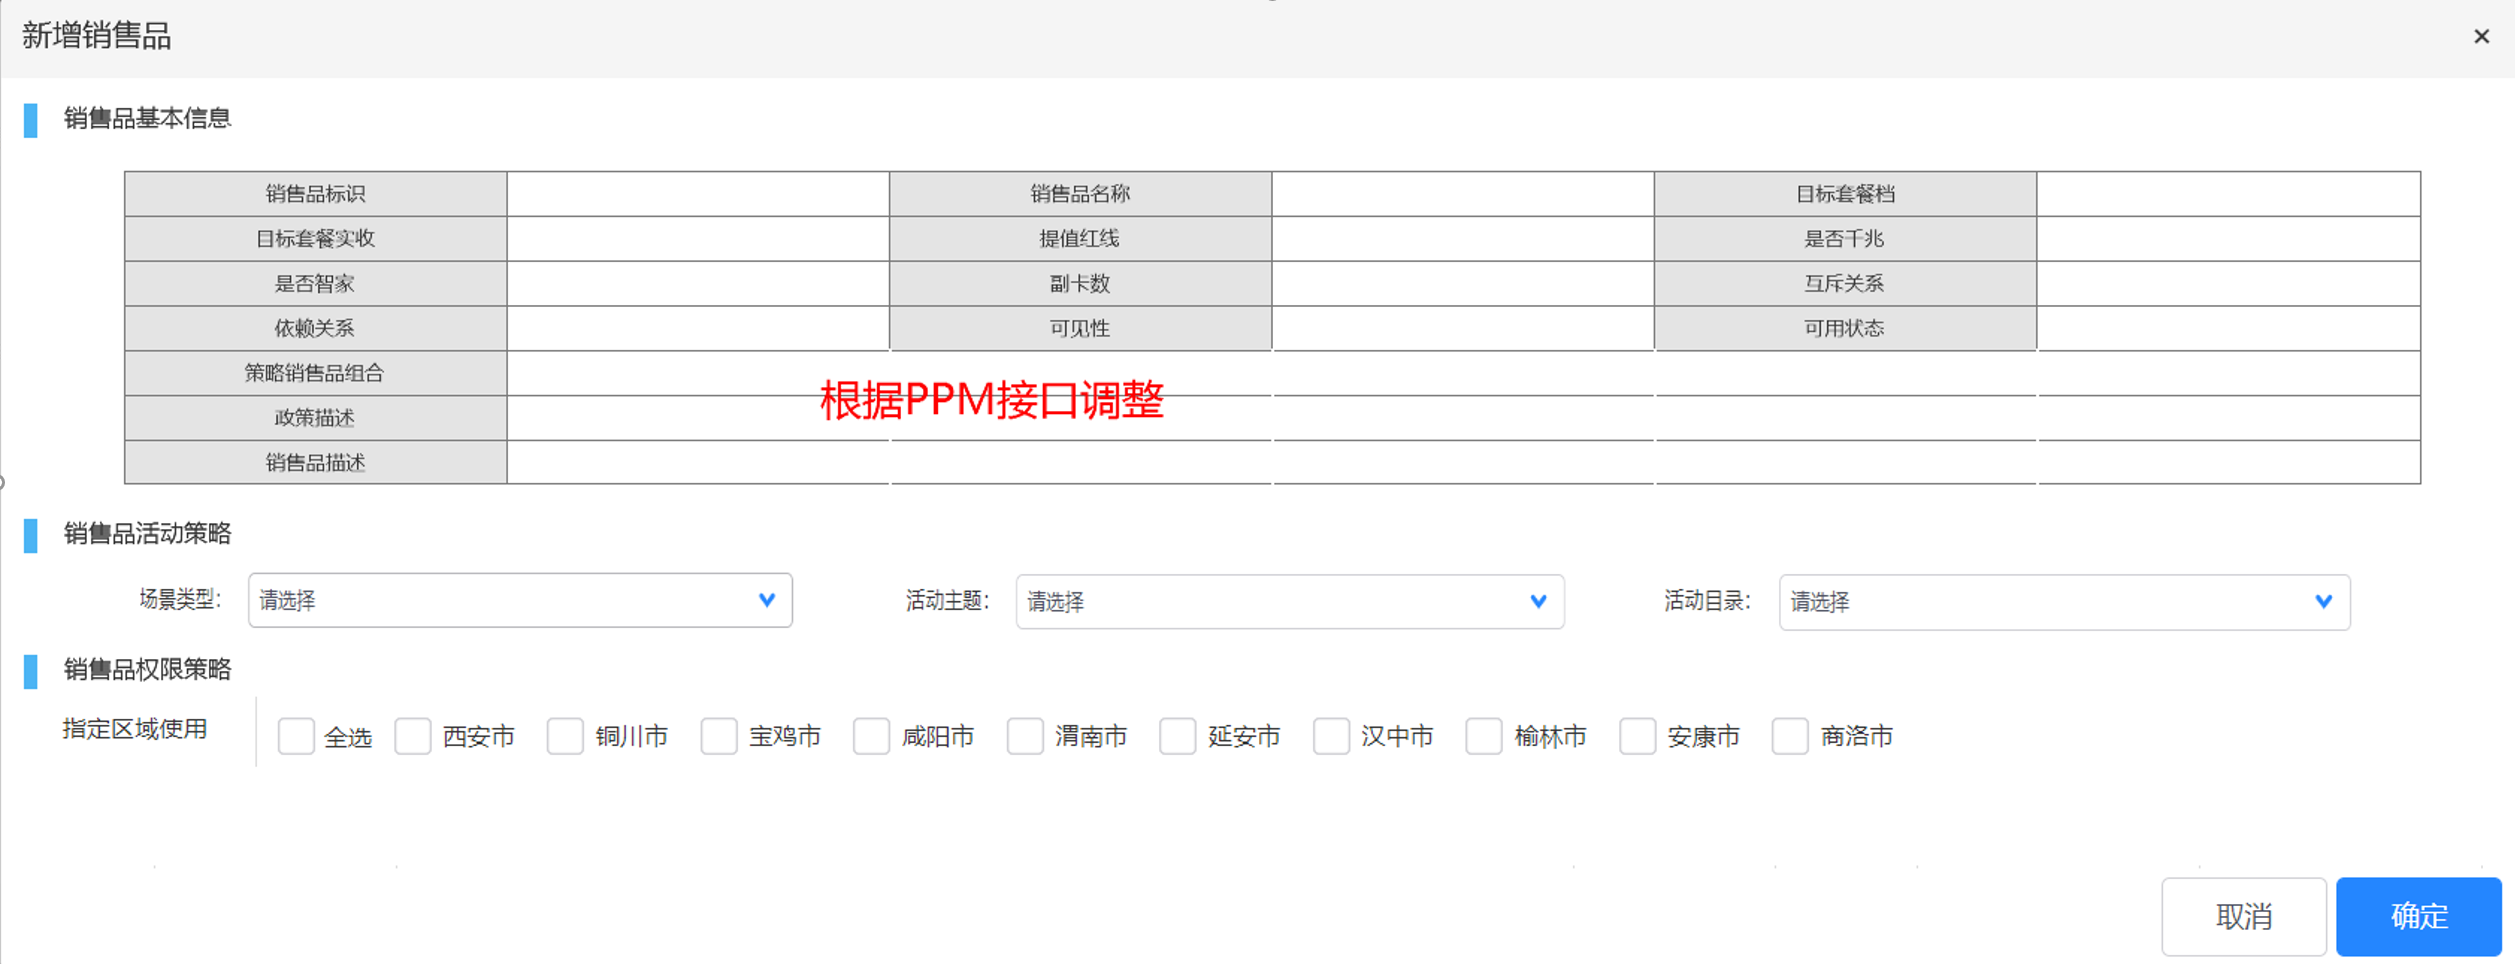 新增销售品
销售品基本信息
销售品标识 销售品名称 目标套餐档
目标套餐实收 提值红线 是否千兆
是否智家 副卡数 互斥关系
依赖关系 可见性 可用状态
策略销售品组合
根据PPM接口调整
政策描述
销售品描述
销售品活动策略
场景类型: 请选择 活动主题: 请选择 活动目录: 请选择
销售品权限策略
指定区域使用 全选 西安市 铜川市 宝鸡市 咸阳市 渭南市 延安市 汉中市 榆林市 安康市 商洛市
取消 确定